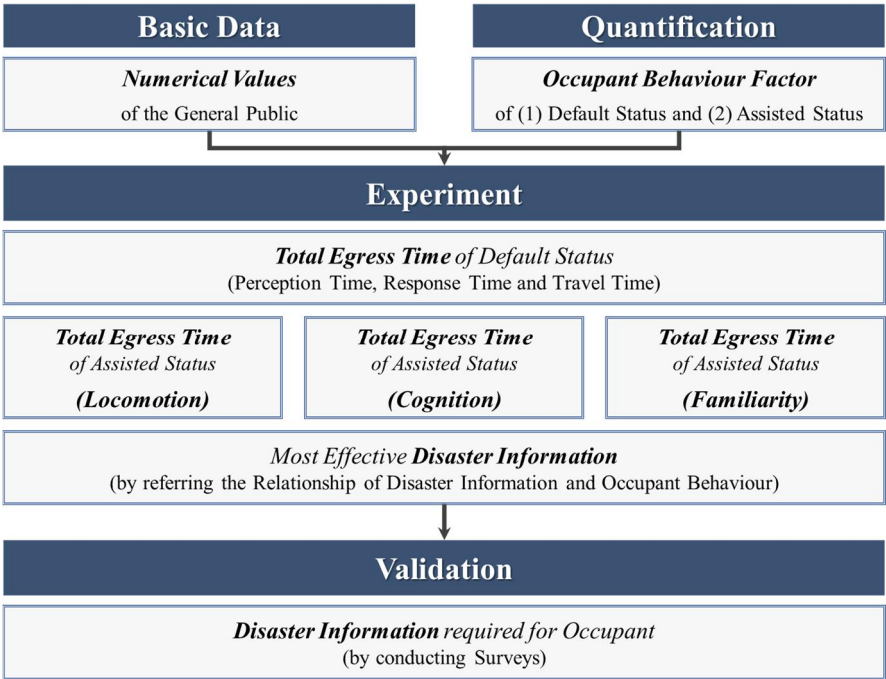 Basic Data
Numerical Values
of the General Public
Quantification
Occupant Behaviour Factor
of (1) Default Status and (2) Assisted Status
Experiment
Total Egress Time of Default Status
(Perception Time, Response Time and Travel Time)
Total Egress Time
of Assisted Status
(Locomotion)
Total Egress Time
of Assisted Status
(Cognition)
Total Egress Time
of Assisted Status
(Familiarity)
Most Effective Disaster Information
(by referring the Relationship of Disaster Information and Occupant Behaviour)
Validation
Disaster Information required for Occupant
(by conducting Surveys)